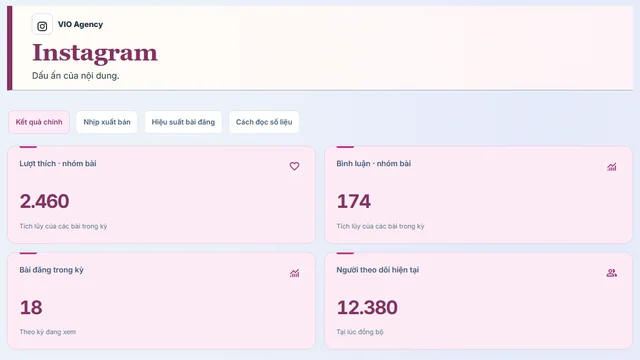 VIO Agency
Instagram
Dấu ấn của nội dung.
Kết quả chính
Nhịp xuất bản
Hiệu suất bài đăng
Cách đọc số liệu
Lượt thích · nhóm bài
2.460
Tích lũy của các bài trong kỳ
Bình luận · nhóm bài
174
Tích lũy của các bài trong kỳ
Bài đăng trong kỳ
18
Theo kỳ đang xem
Người theo dõi hiện tại
12.380
Tại lúc đồng bộ